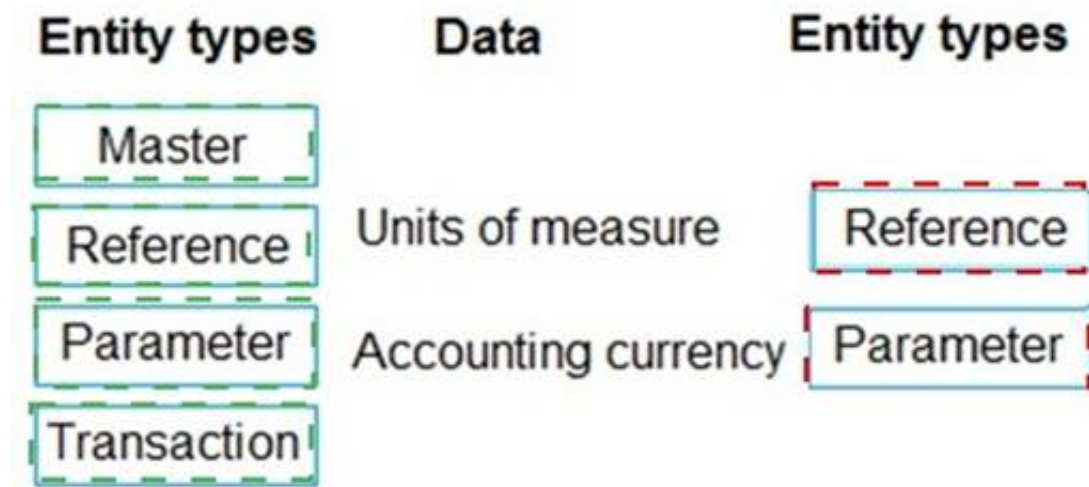 Entity types Data Entity types
Master
Reference Units of measure Reference
Parameter Accounting currency Parameter
Transaction